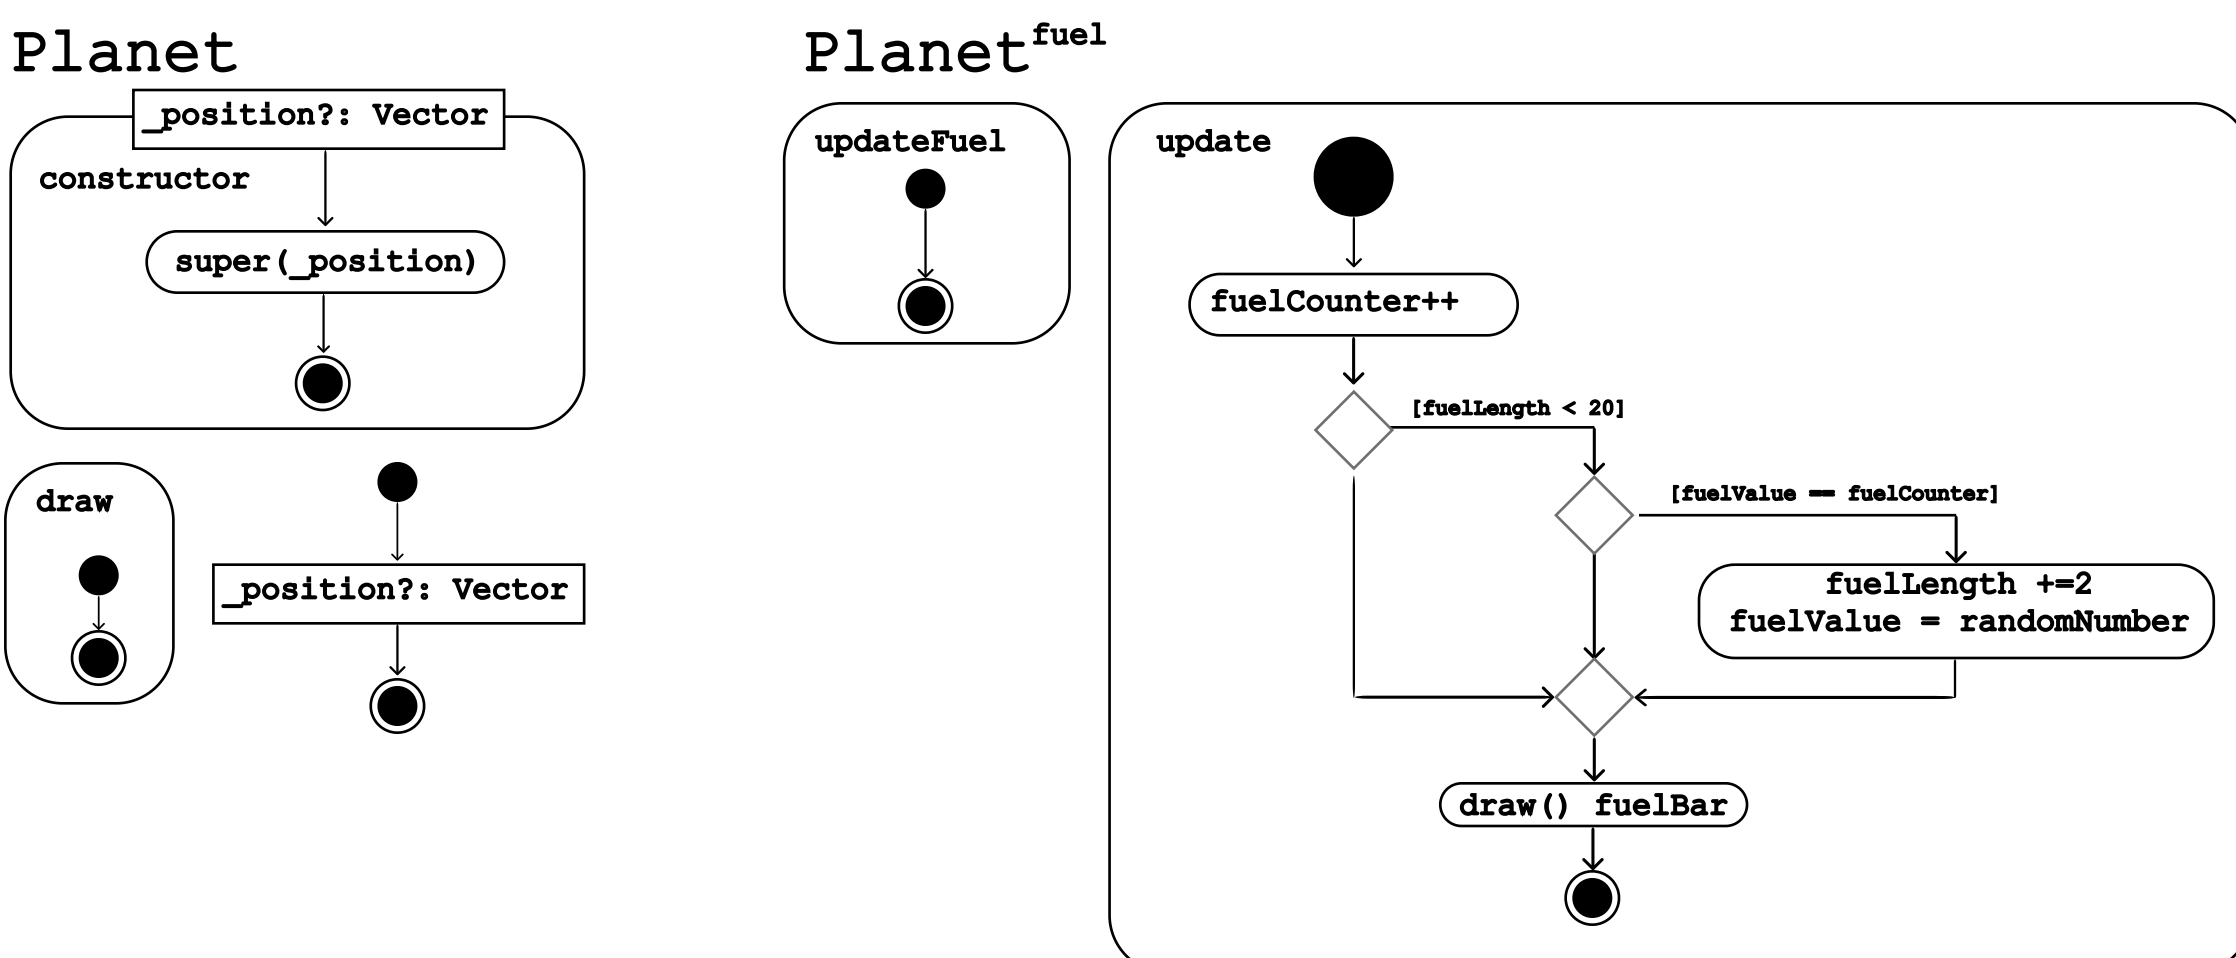 Planet
_position?: Vector
constructor
super(_position)
draw
_position?: Vector
Planet fuel
updateFuel
update
fuelCounter++
[fuelLength < 20]
[fuelValue == fuelCounter]
fuelLength +=2
fuelValue = randomNumber
draw() fuelBar